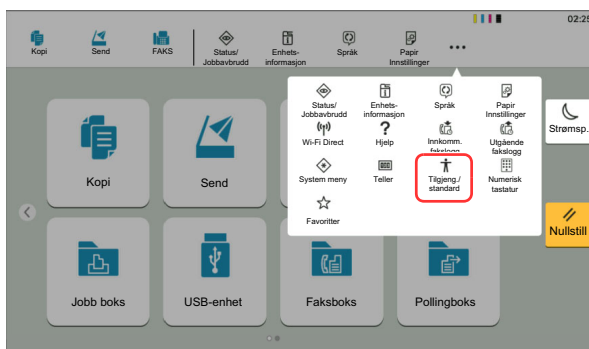 02:25
Kopi
Send
FAKS
Status/
Jobbavbrudd
Enhets-
informasjon
Språk
Papir
Innstillinger
Status/
Jobbavbrudd
Enhets-
informasjon
Språk
Papir
Innstillinger
Wi-Fi Direct
Hjelp
Innkomm.
fakslogg
Utgående
fakslogg
System meny
Teller
Tilgjeng./
standard
Numerisk
tastatur
Favoritter
Strømsp.
Nullstill
Kopi
Send
Jobb boks
USB-enhet
Faksboks
Pollingboks